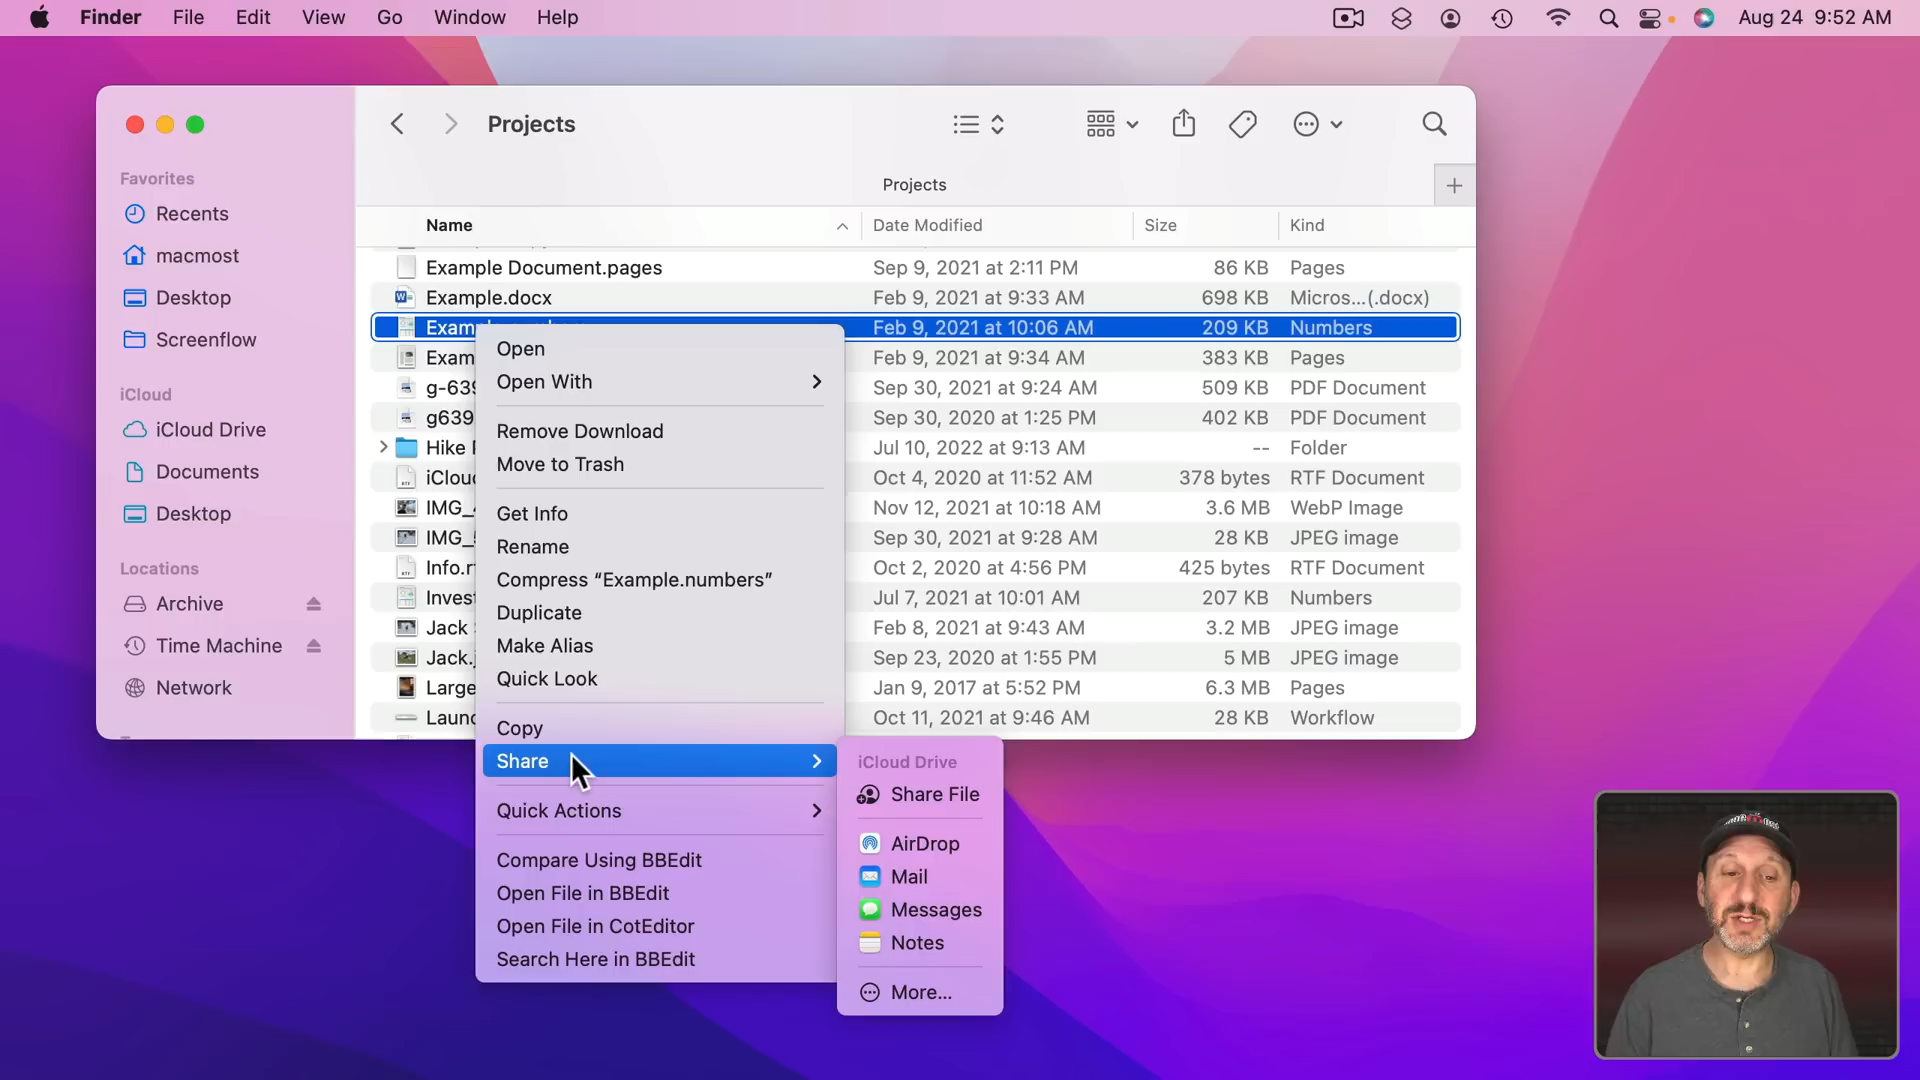 Finder File Edit View Go Window Help Aug 24 9:52 AM
Projects
Projects
Favorites
Recents
macmost
Desktop
Screenflow
iCloud
iCloud Drive
Documents
Desktop
Locations
Archive
Time Machine
Network
Name Date Modified Size Kind
Example Document.pages Sep 9, 2021 at 2:11 PM 86 KB Pages
Example.docx Feb 9, 2021 at 9:33 AM 698 KB Micros...(.docx)
Exam Feb 9, 2021 at 10:06 AM 209 KB Numbers
Exam Feb 9, 2021 at 9:34 AM 383 KB Pages
g-639 Sep 30, 2021 at 9:24 AM 509 KB PDF Document
g639 Sep 30, 2020 at 1:25 PM 402 KB PDF Document
Hike Jul 10, 2022 at 9:13 AM -- Folder
iClou Oct 4, 2020 at 11:52 AM 378 bytes RTF Document
IMG_ Nov 12, 2021 at 10:18 AM 3.6 MB WebP Image
IMG_ Sep 30, 2021 at 9:28 AM 28 KB JPEG image
Info.r Oct 2, 2020 at 4:56 PM 425 bytes RTF Document
Invest Jul 7, 2021 at 10:01 AM 207 KB Numbers
Jack Feb 8, 2021 at 9:43 AM 3.2 MB JPEG image
Jack.j Sep 23, 2020 at 1:55 PM 5 MB JPEG image
Large Jan 9, 2017 at 5:52 PM 6.3 MB Pages
Launc Oct 11, 2021 at 9:46 AM 28 KB Workflow
Open
Open With
Remove Download
Move to Trash
Get Info
Rename
Compress “Example.numbers”
Duplicate
Make Alias
Quick Look
Copy
Share
Quick Actions
Compare Using BBEdit
Open File in BBEdit
Open File in CotEditor
Search Here in BBEdit
iCloud Drive
Share File
AirDrop
Mail
Messages
Notes
More...